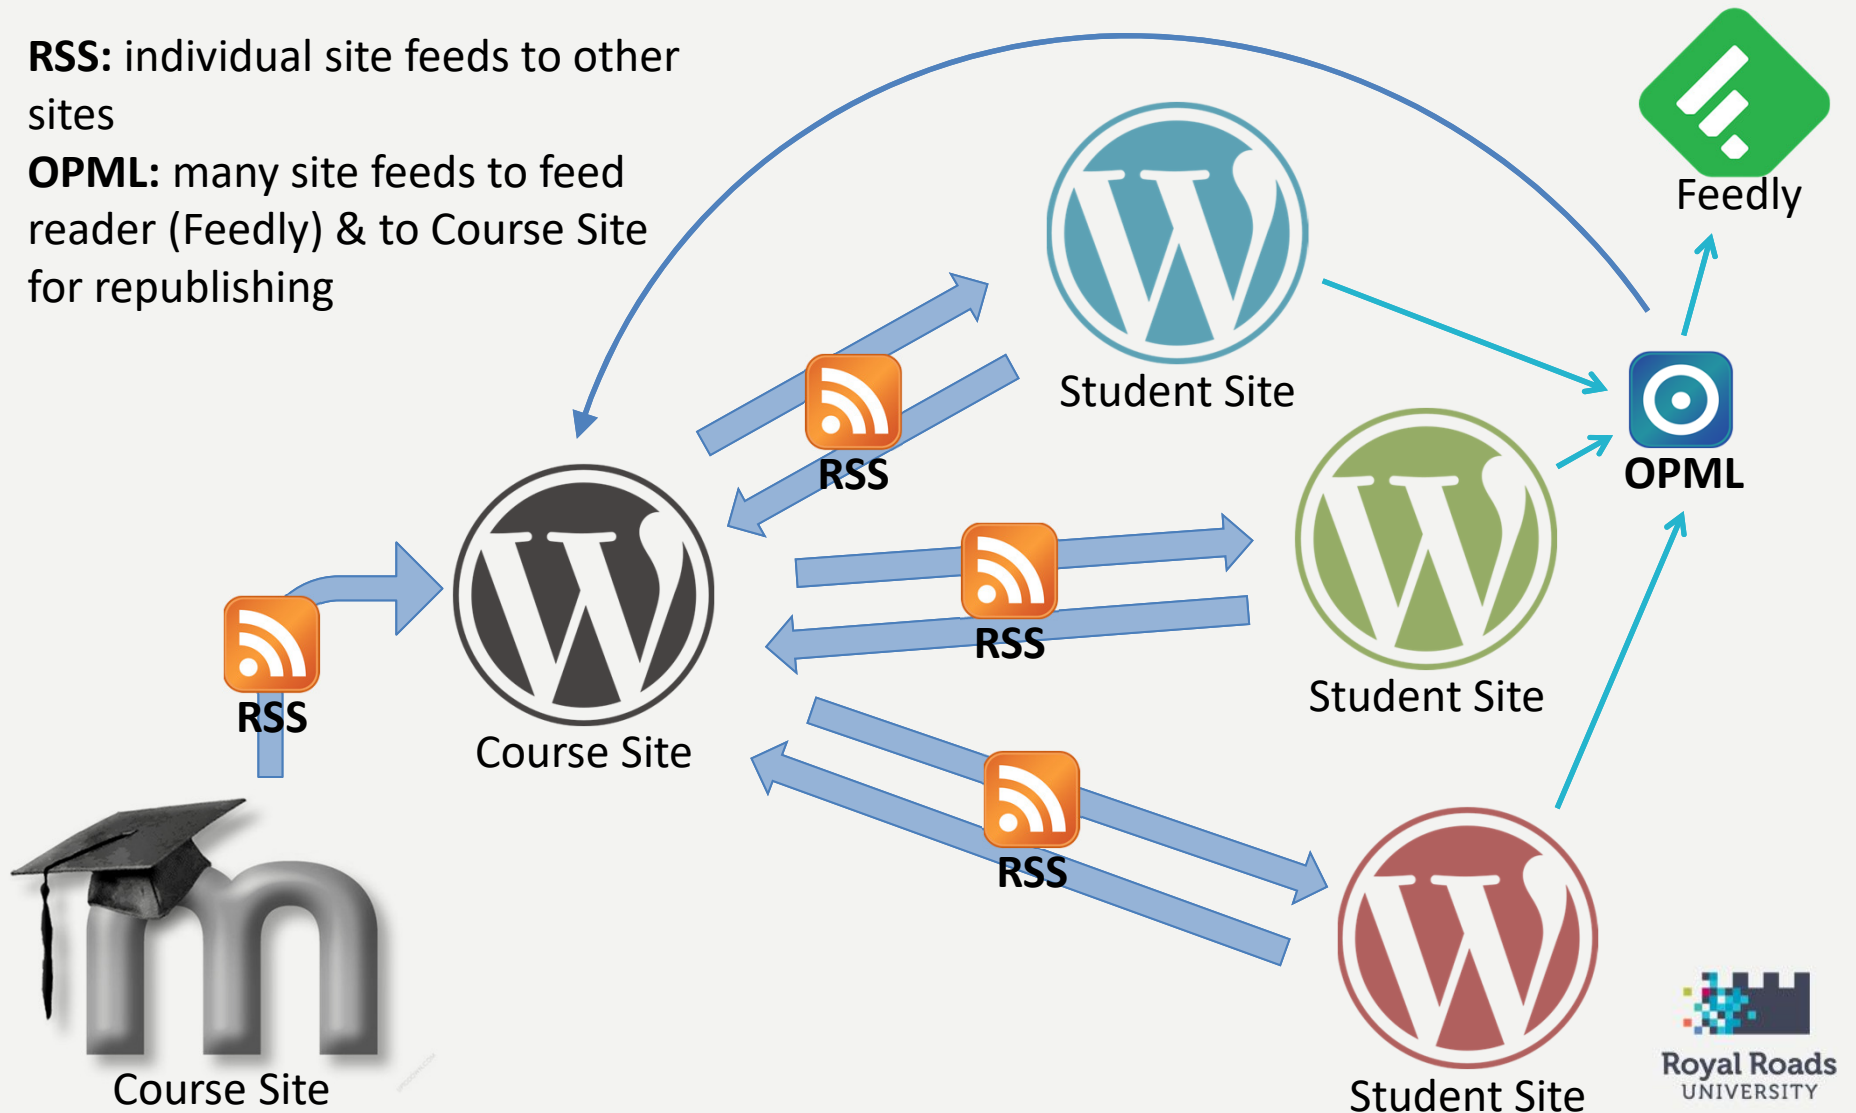 RSS: individual site feeds to other
sites
OPML: many site feeds to feed
reader (Feedly) & to Course Site
for republishing
Feedly
Student Site
RSS
OPML
RSS
Student Site
RSS
Course Site
RSS
Course Site
Student Site
Royal Roads
UNIVERSITY